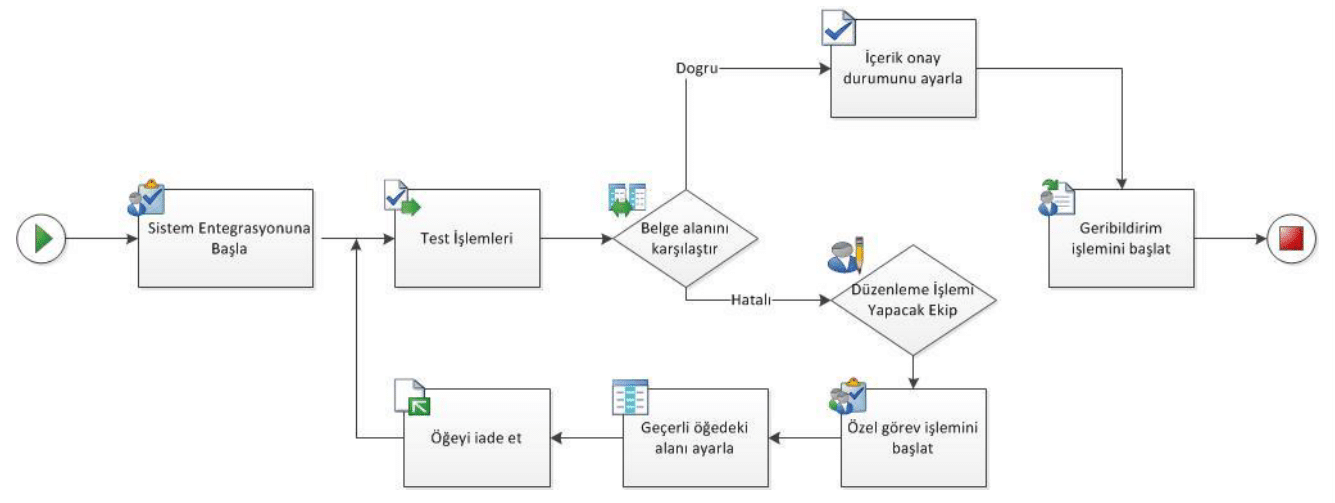 İçerik onay
durumunu ayarla
Dogru
Sistem Entegrasyonuna
Başla
Test İşlemleri
Belge alanını
karşılaştır
Geribildirim
işlemini başlat
Hatalı
Düzenleme İşlemi
Yapacak Ekip
Öğeyi iade et
Geçerli öğedeki
alanı ayarla
Özel görev işlemini
başlat